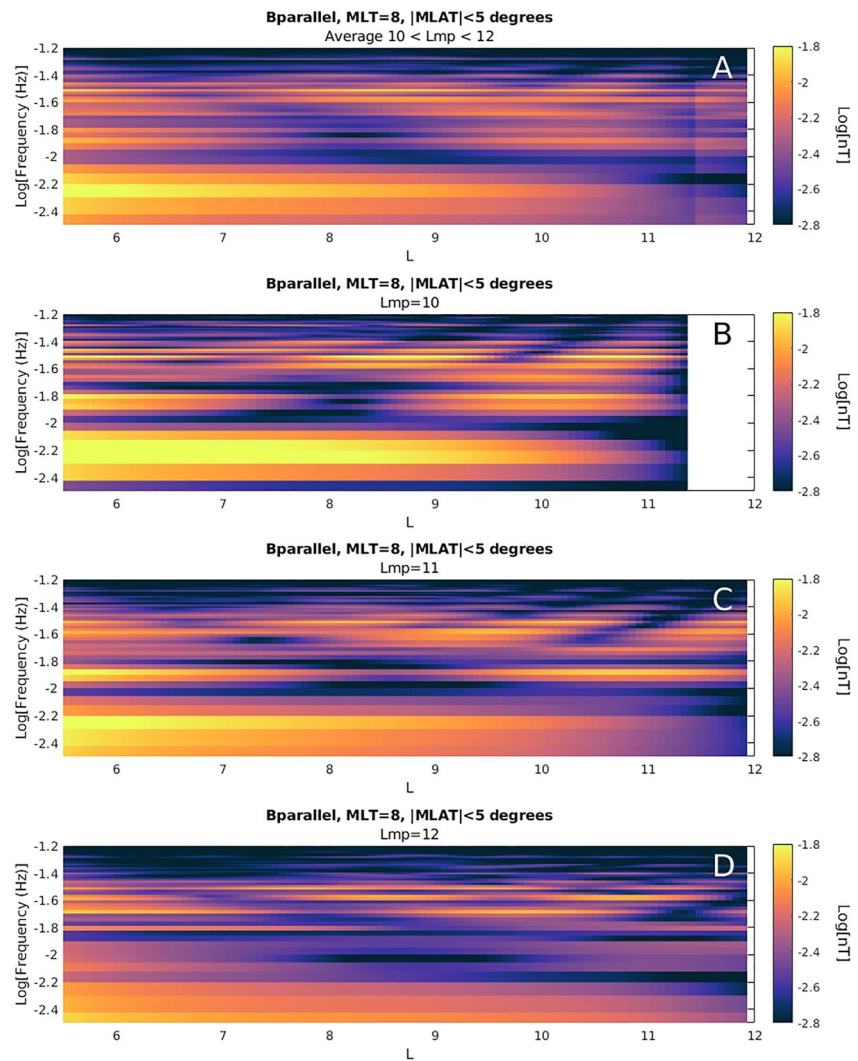 Bparallel, MLT=8, |MLAT|<5 degrees
Average 10 < Lmp < 12
A
Log[Frequency (Hz)]
-1.2
-1.4
-1.6
-1.8
-2
-2.2
-2.4
6 7 8 9 10 11 12
L
-1.8
-2
-2.2
-2.4
-2.6
-2.8
Log[nT]
Bparallel, MLT=8, |MLAT|<5 degrees
Lmp=10
B
Log[Frequency (Hz)]
-1.2
-1.4
-1.6
-1.8
-2
-2.2
-2.4
6 7 8 9 10 11 12
L
-1.8
-2
-2.2
-2.4
-2.6
-2.8
Log[nT]
Bparallel, MLT=8, |MLAT|<5 degrees
Lmp=11
C
Log[Frequency (Hz)]
-1.2
-1.4
-1.6
-1.8
-2
-2.2
-2.4
6 7 8 9 10 11 12
L
-1.8
-2
-2.2
-2.4
-2.6
-2.8
Log[nT]
Bparallel, MLT=8, |MLAT|<5 degrees
Lmp=12
D
Log[Frequency (Hz)]
-1.2
-1.4
-1.6
-1.8
-2
-2.2
-2.4
6 7 8 9 10 11 12
L
-1.8
-2
-2.2
-2.4
-2.6
-2.8
Log[nT]